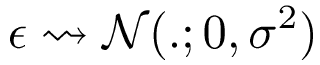 ϵ ⇝ 𝒩(.; 0, σ²)